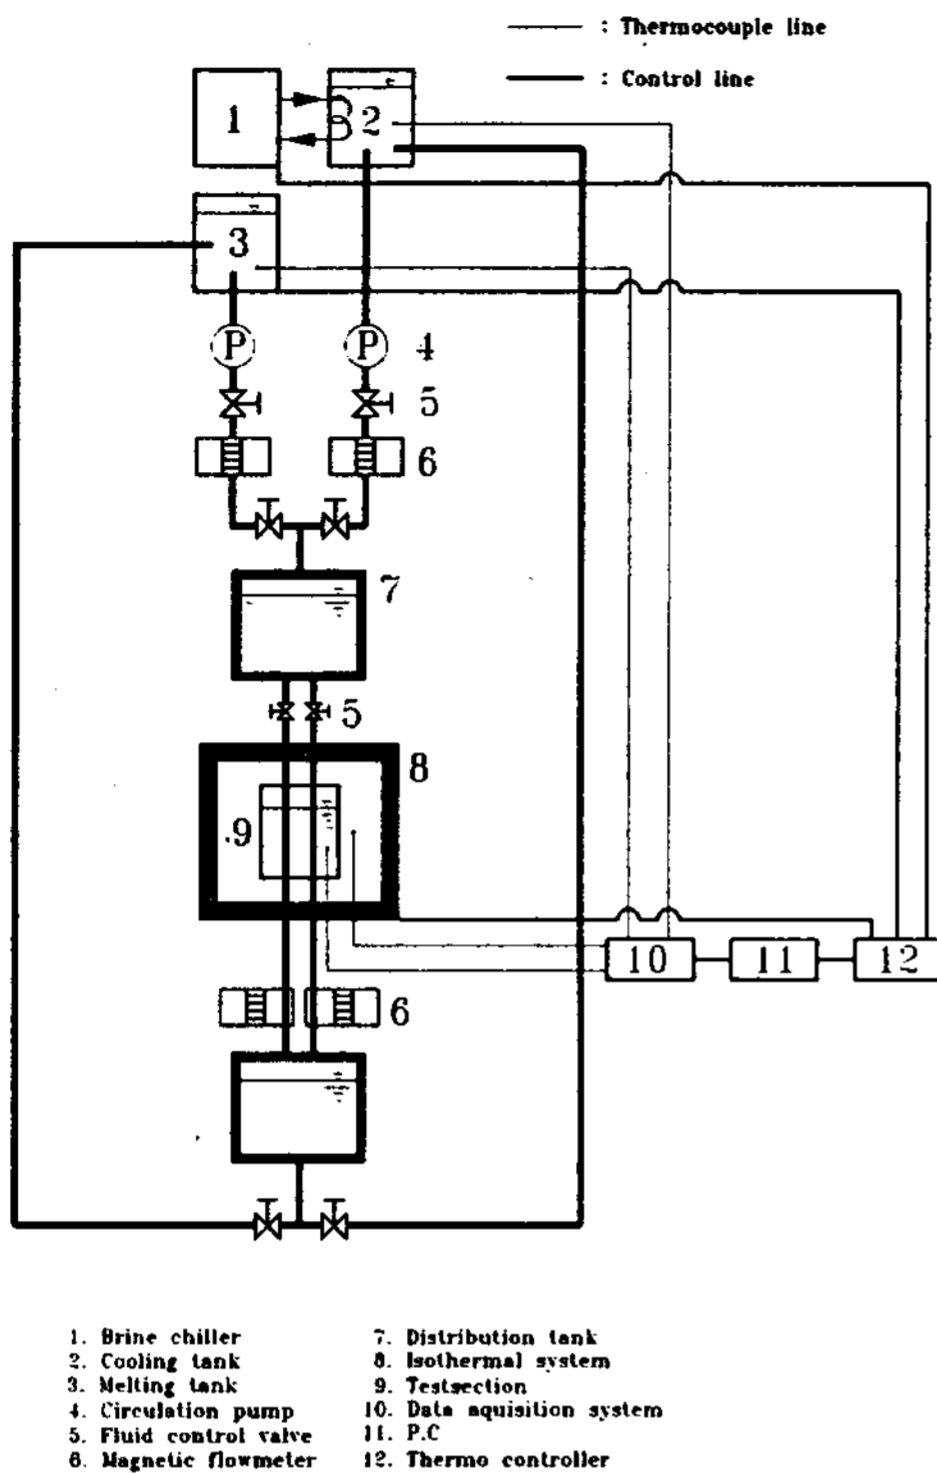 : Thermocouple line
: Control line
1
2
3
P
P
4
5
6
7
5
8
9
10
11
12
6
1. Brine chiller
2. Cooling tank
3. Melting tank
4. Circulation pump
5. Fluid control valve
6. Magnetic flowmeter
7. Distribution tank
8. Isothermal system
9. Testsection
10. Data aquisition system
11. P.C
12. Thermo controller